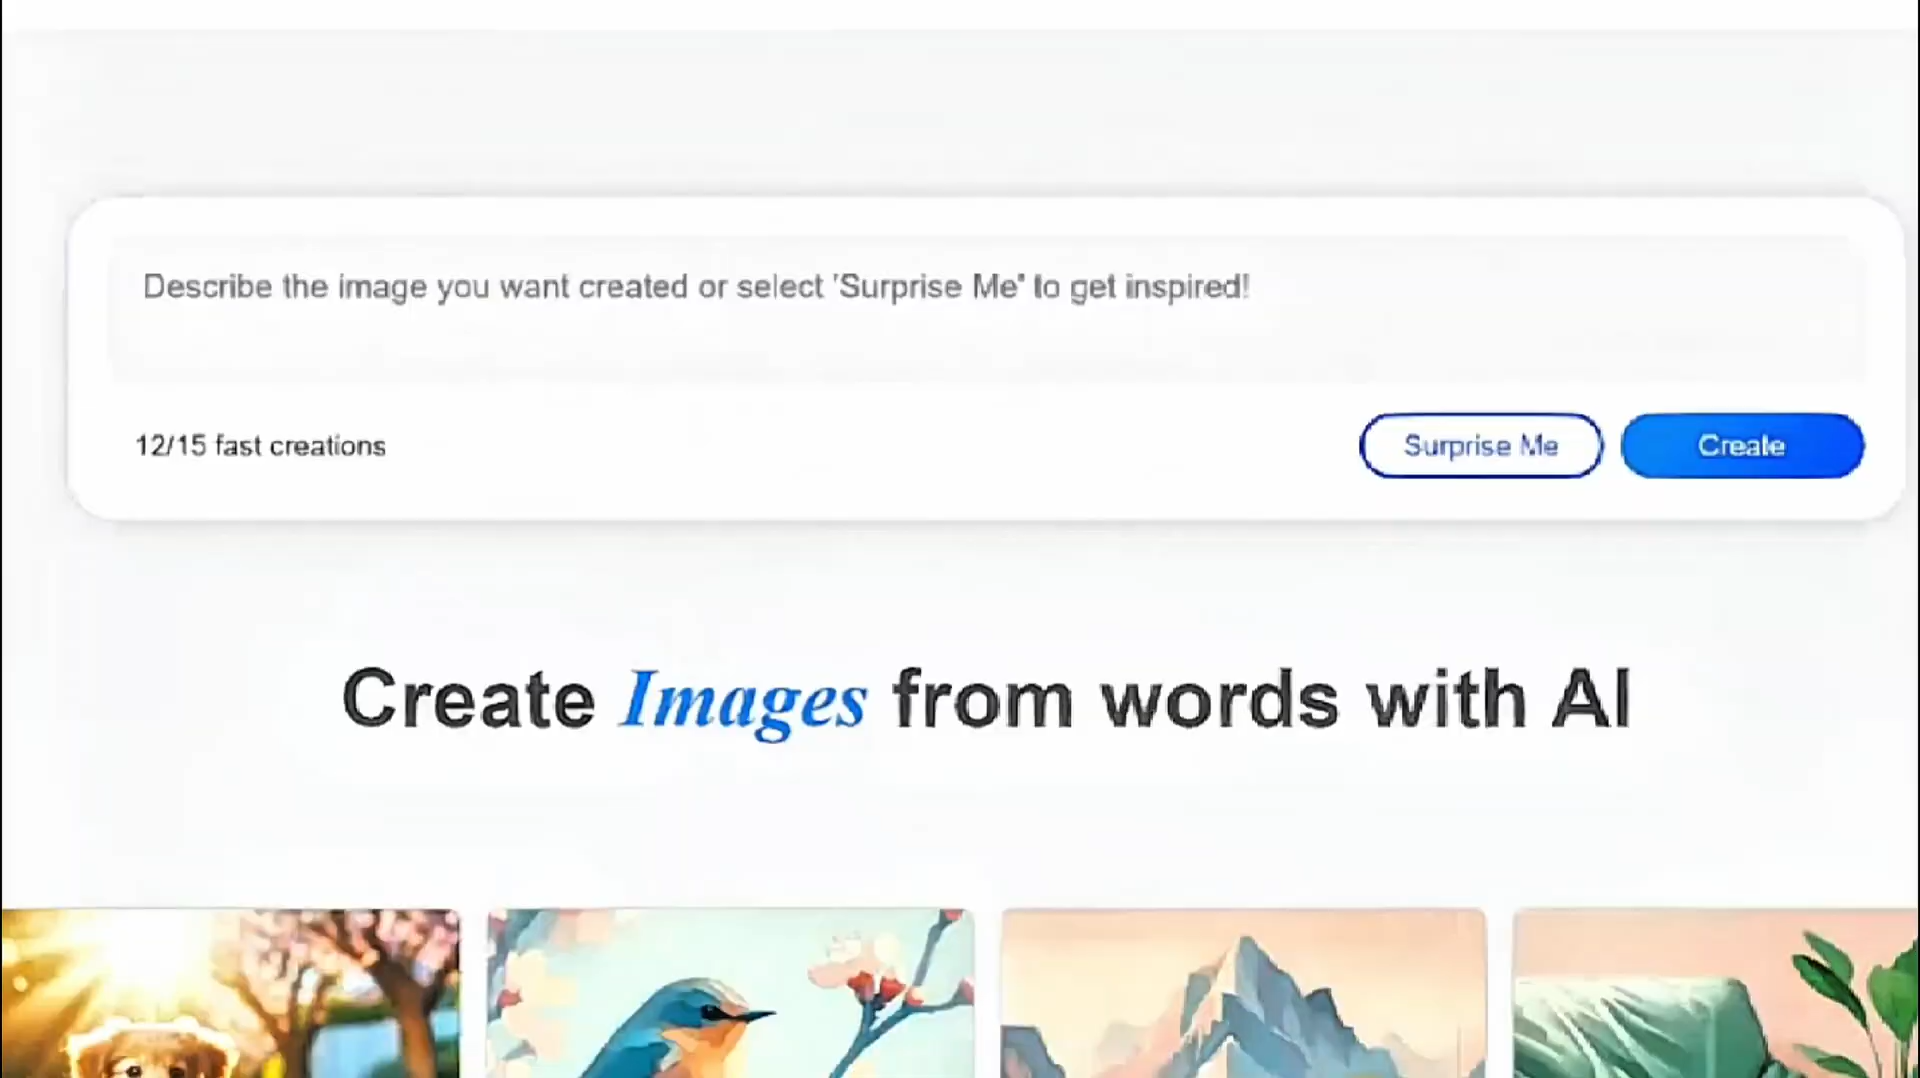 Describe the image you want created or select 'Surprise Me' to get inspired!
12/15 fast creations
Surprise Me
Create
Create Images from words with AI